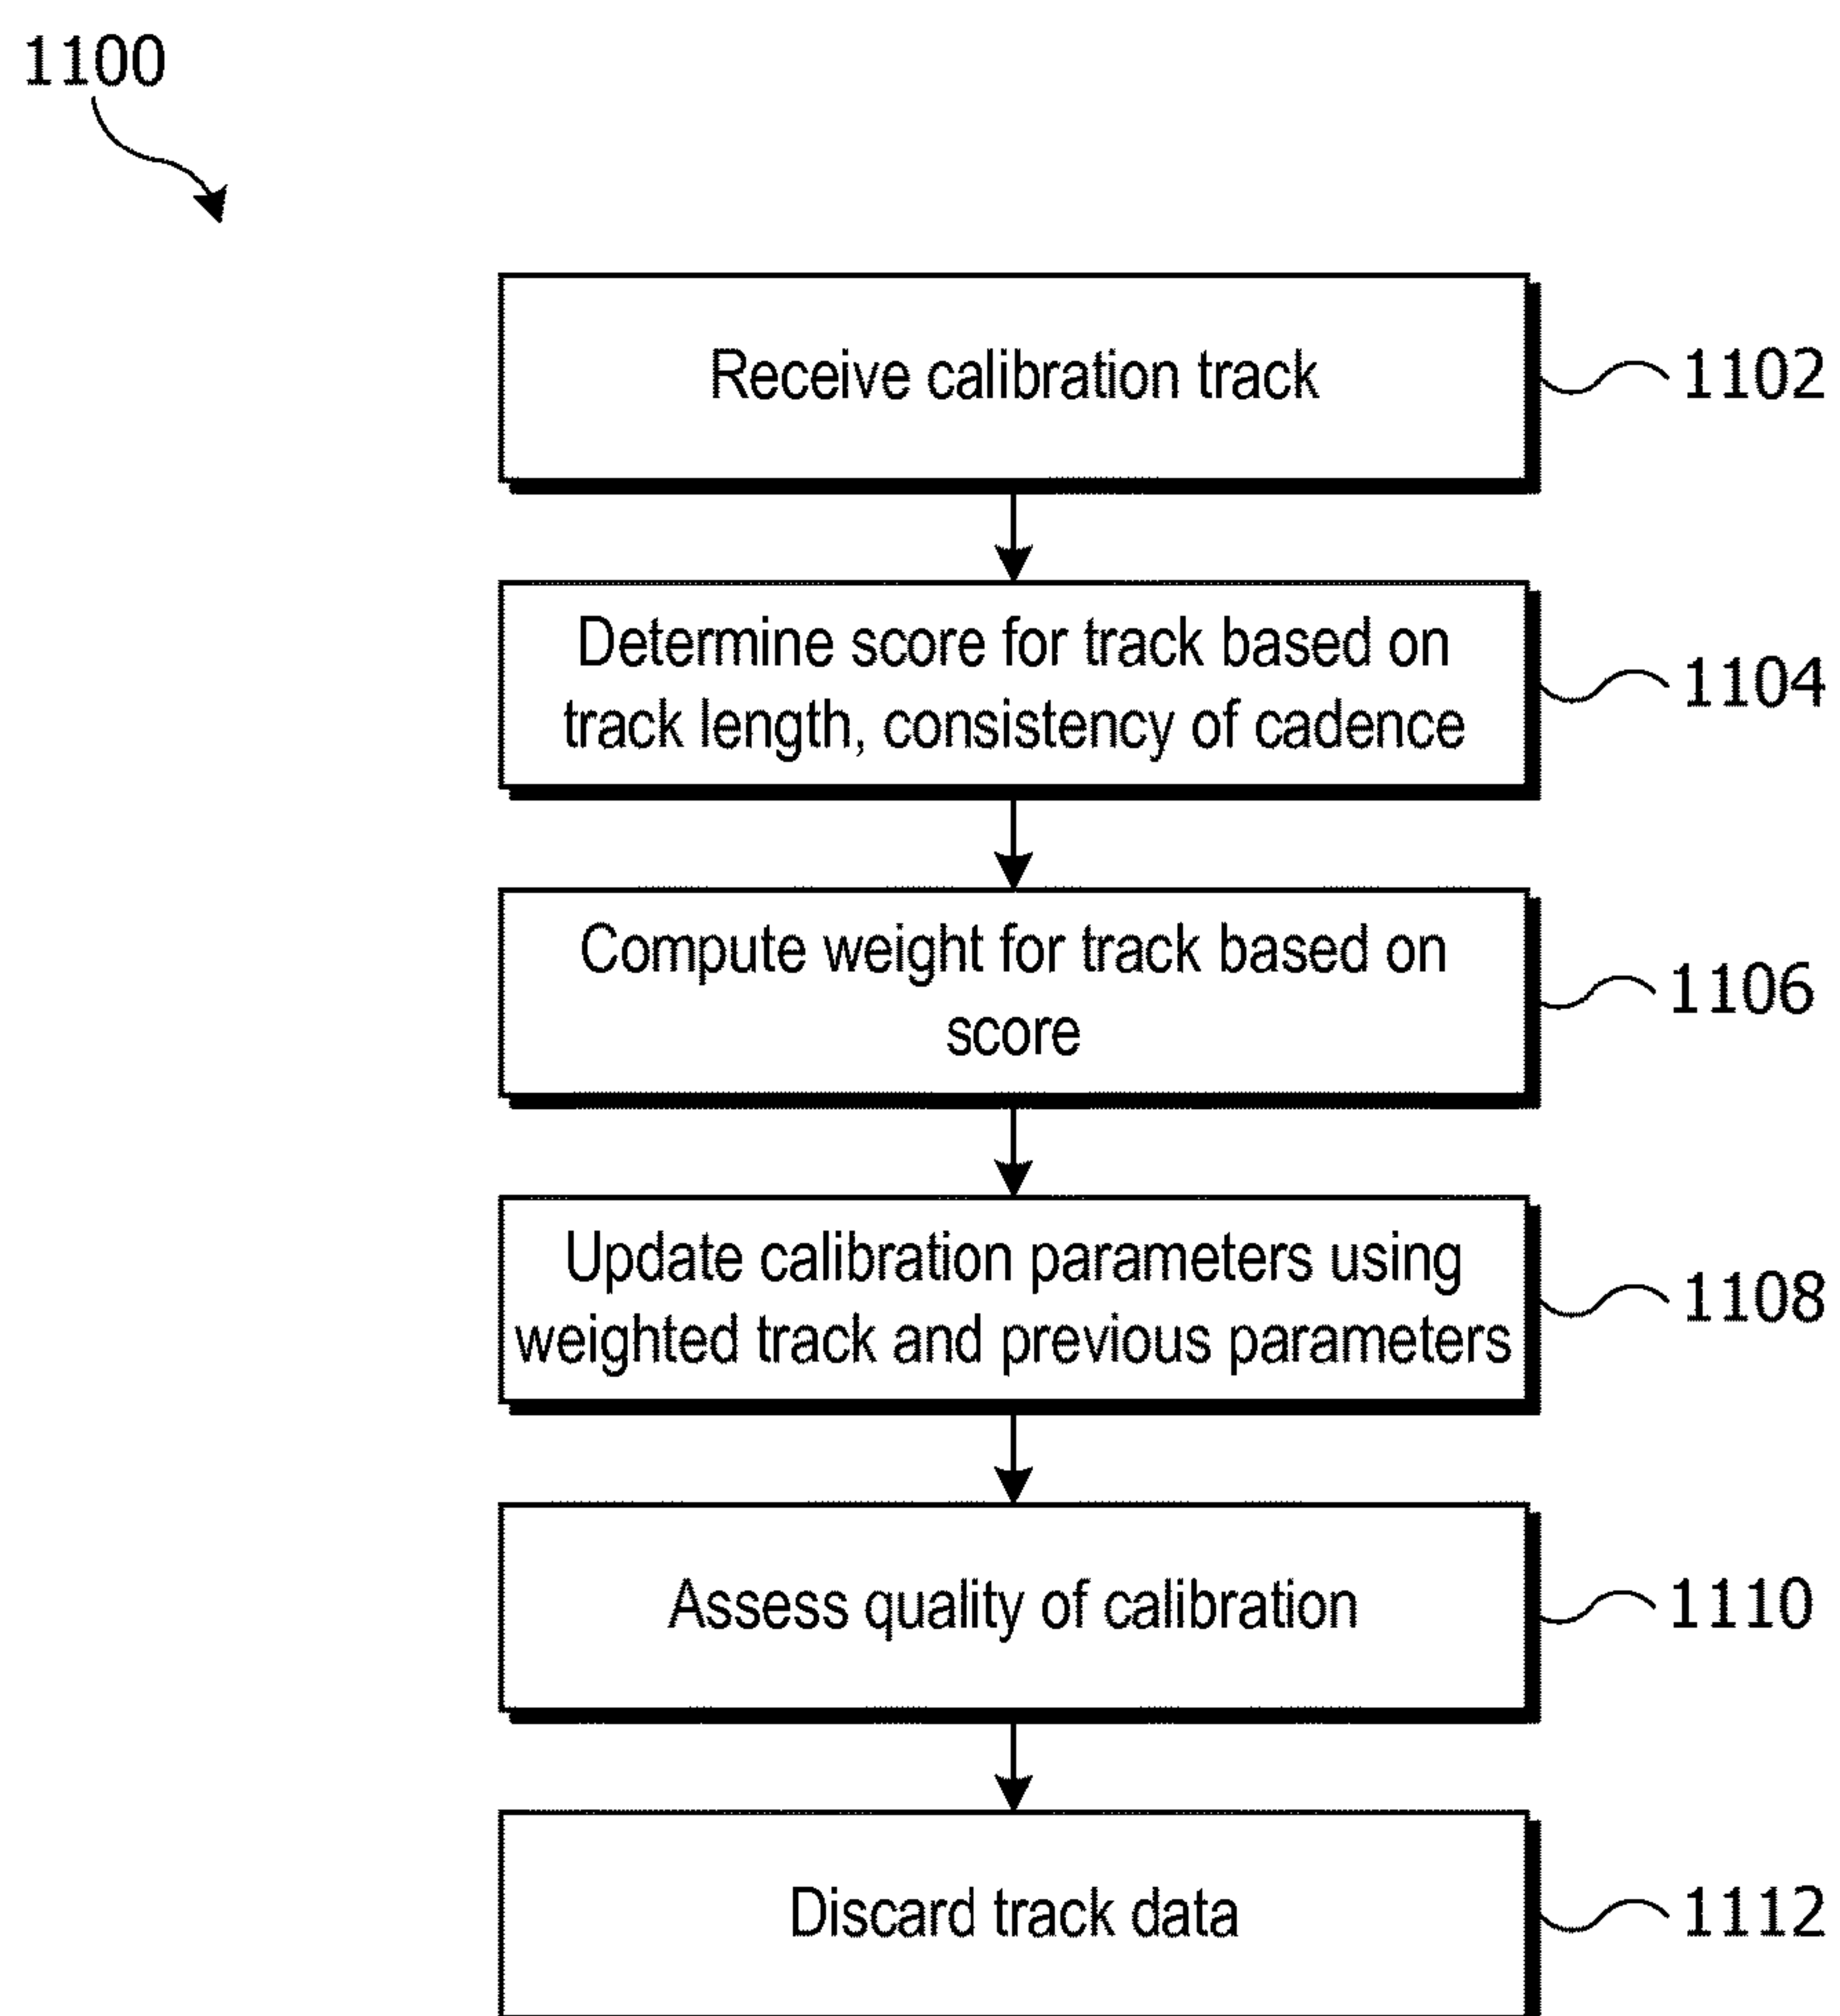 1100
Receive calibration track
1102
Determine score for track based on
track length, consistency of cadence
1104
Compute weight for track based on
score
1106
Update calibration parameters using
weighted track and previous parameters
1108
Assess quality of calibration
1110
Discard track data
1112